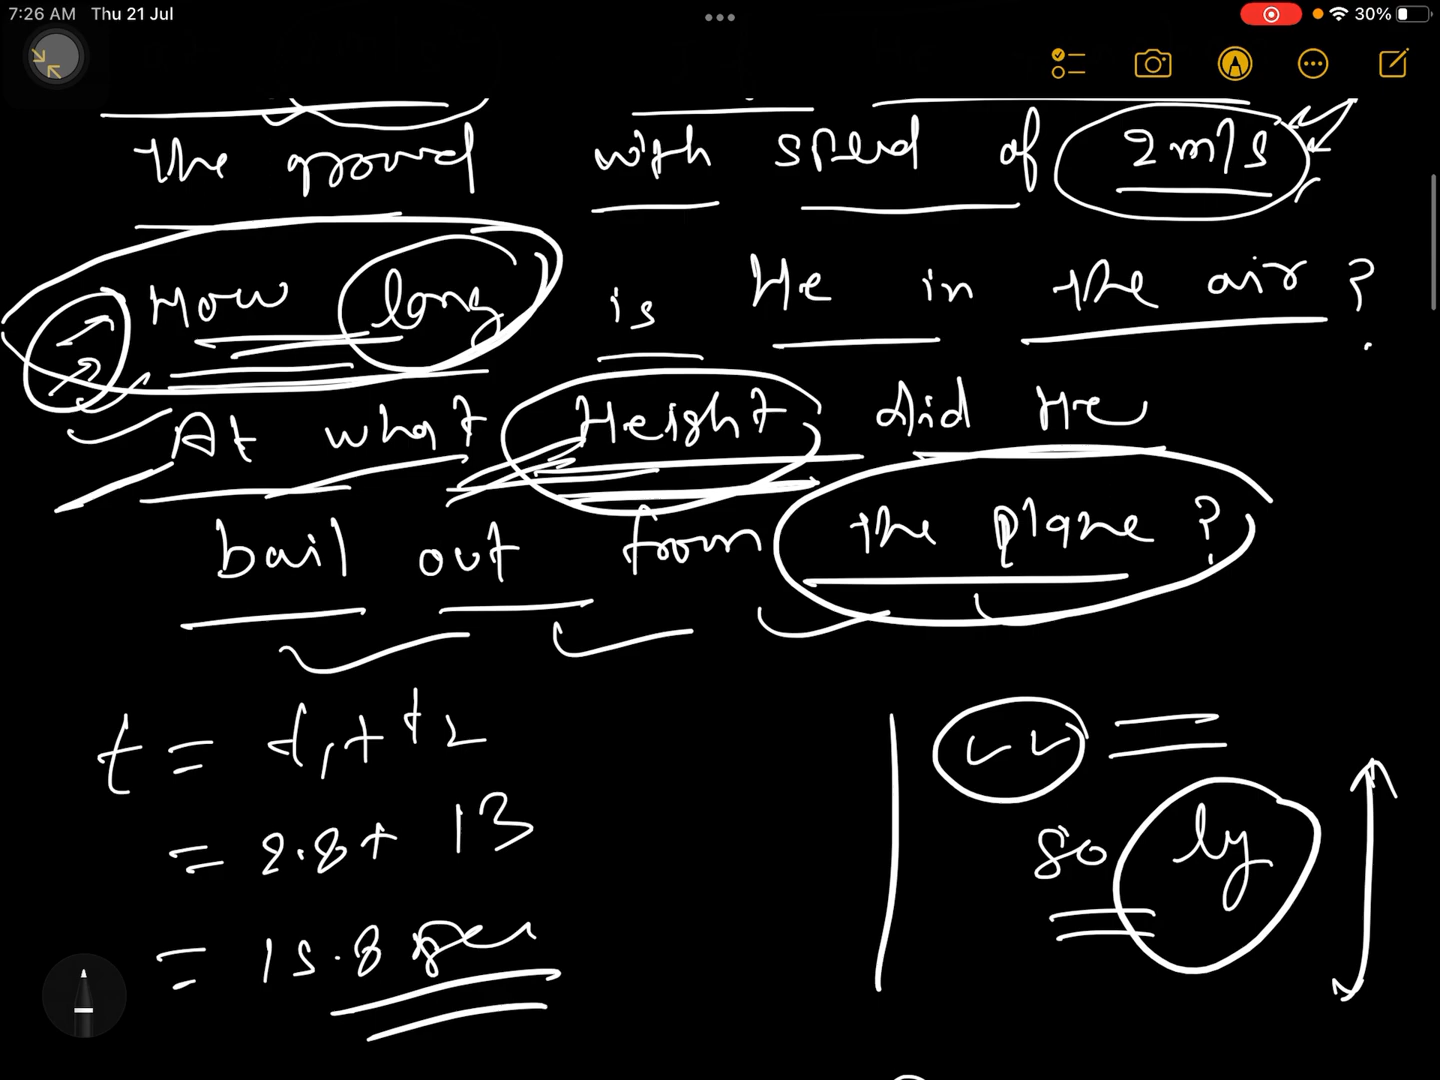 7:26 AM Thu 21 Jul
30%
the ground with speed of 2m/s
How long is He in the air ?
At what Height did He
bail out from the plane ?
t = t1 + t2
= 2.8 + 13
= 15.8 sec
so ly